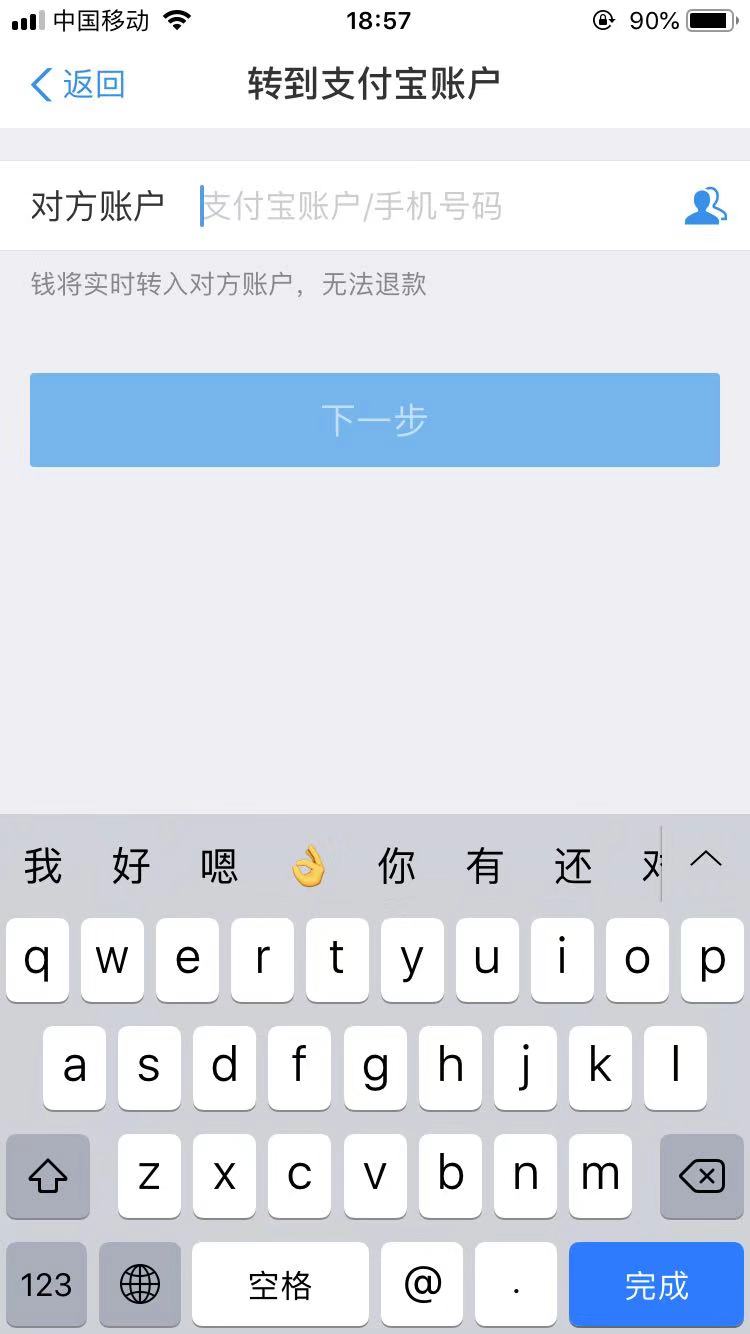 中国移动 18:57 90%
返回 转到支付宝账户
对方账户 支付宝账户/手机号码
钱将实时转入对方账户，无法退款
下一步
我 好 嗯 👌 你 有 还
q w e r t y u i o p
a s d f g h j k l
z x c v b n m
123 空格 @ . 完成